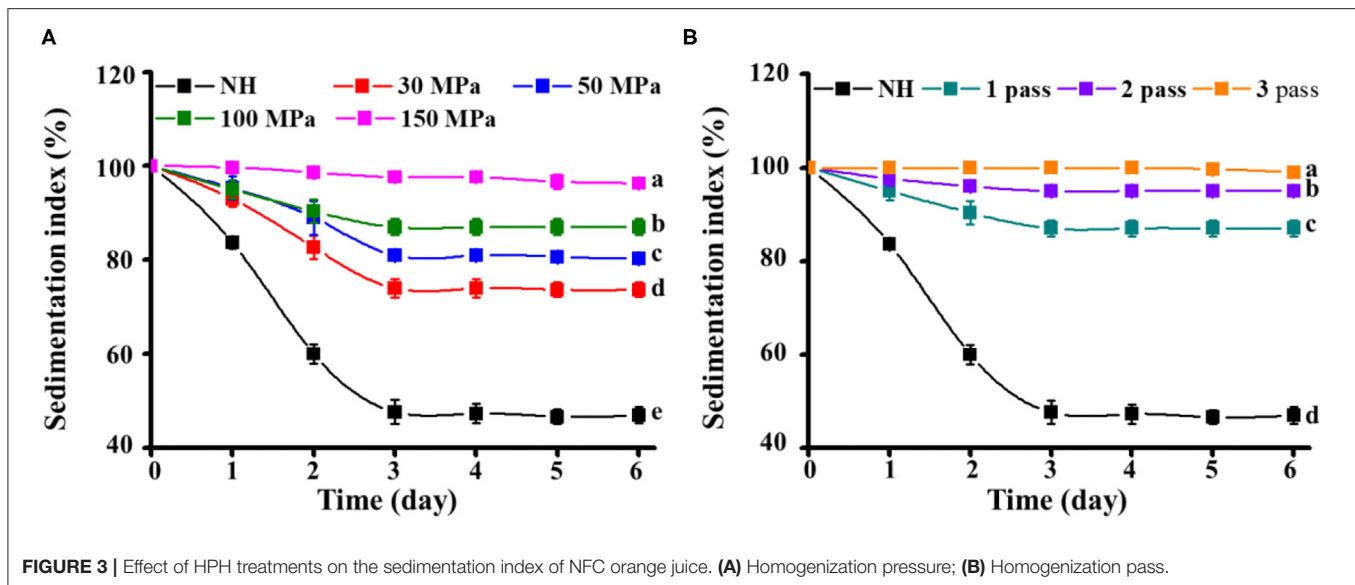 A
120
NH 30 MPa 50 MPa
100 MPa 150 MPa
100
80
60
40
Sedimentation index (%)
a
b
c
d
e
0 1 2 3 4 5 6
Time (day)
B
120
NH 1 pass 2 pass 3 pass
100
80
60
40
Sedimentation index (%)
a
b
c
d
0 1 2 3 4 5 6
Time (day)
FIGURE 3 | Effect of HPH treatments on the sedimentation index of NFC orange juice. (A) Homogenization pressure; (B) Homogenization pass.